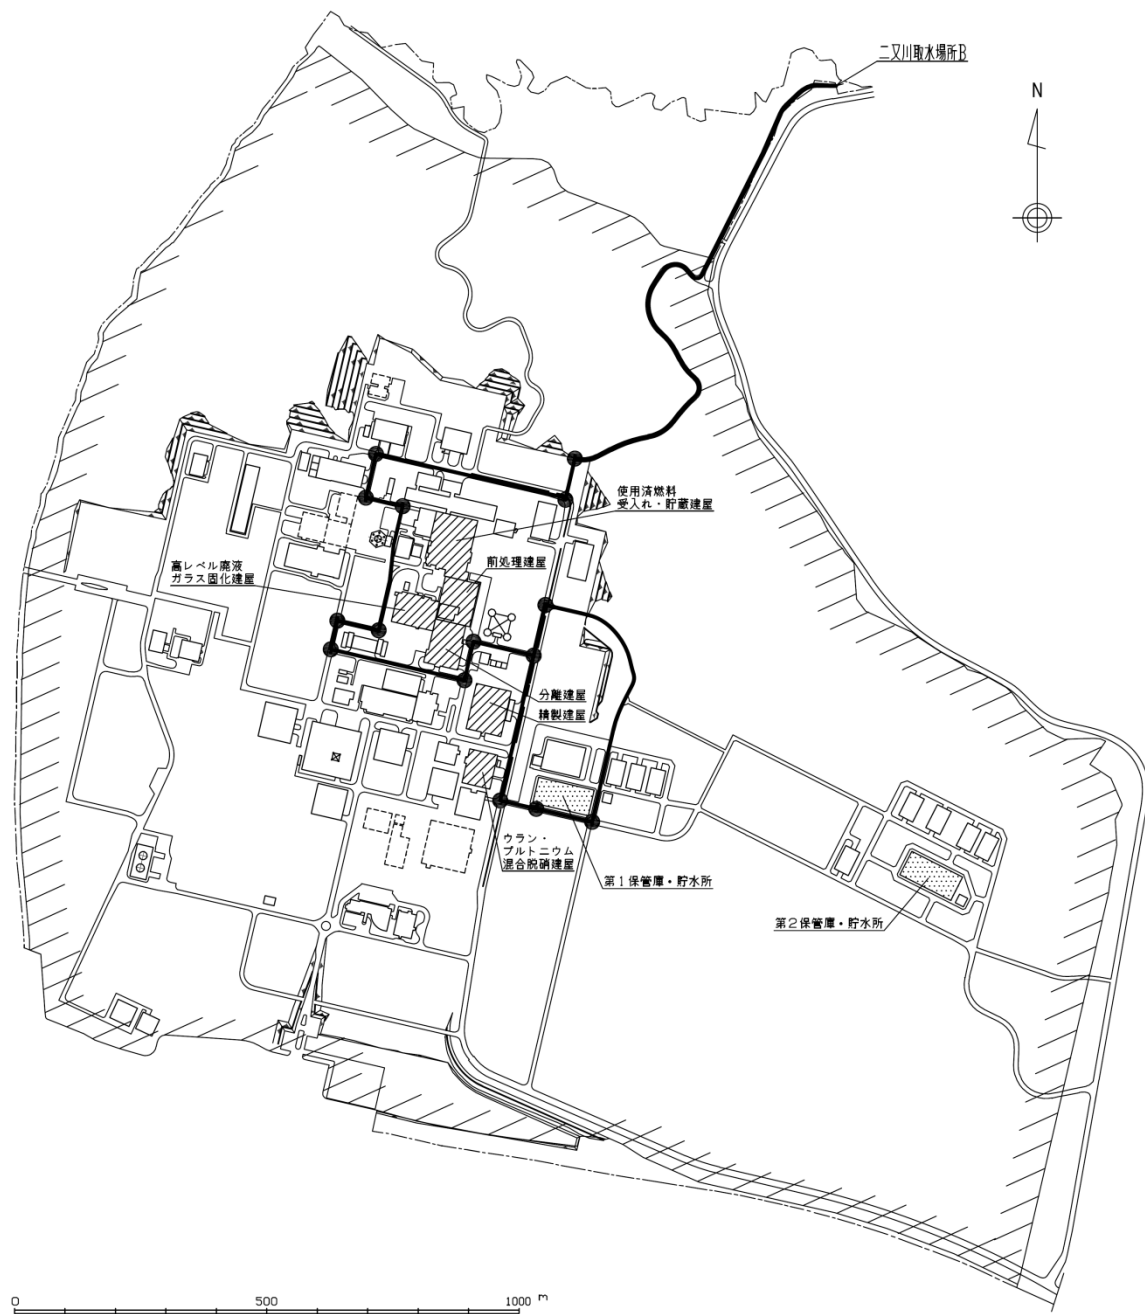 二又川取水場所B
N
使用済燃料
受入れ・貯蔵建屋
前処理建屋
高レベル廃液
ガラス固化建屋
分離建屋
精製建屋
ウラン・
プルトニウム
混合脱硝建屋
第1保管庫・貯水所
第2保管庫・貯水所
0 500 1000 m